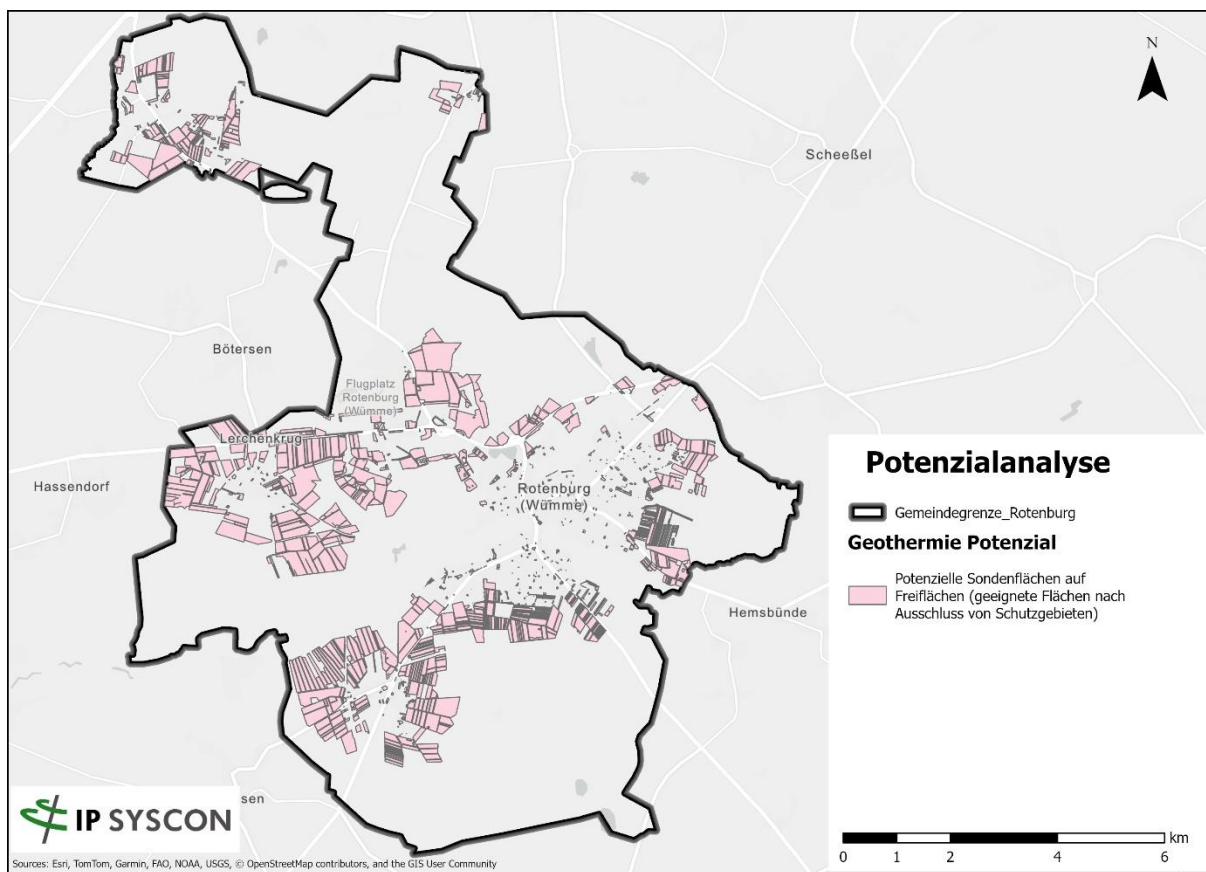 N
Scheeßel
Bötersen
Flugplatz
Rotenburg
(Wümme)
Lerchenkrug
Hassendorf
Rotenburg
(Wümme)
Hemsbünde
sen
Potenzialanalyse
Gemeindegrenze_Rotenburg
Geothermie Potenzial
Potenzielle Sondenflächen auf
Freiflächen (geeignete Flächen nach
Ausschluss von Schutzgebieten)
km
0 1 2 4 6
IP SYSCON
Sources: Esri, TomTom, Garmin, FAO, NOAA, USGS, © OpenStreetMap contributors, and the GIS User Community